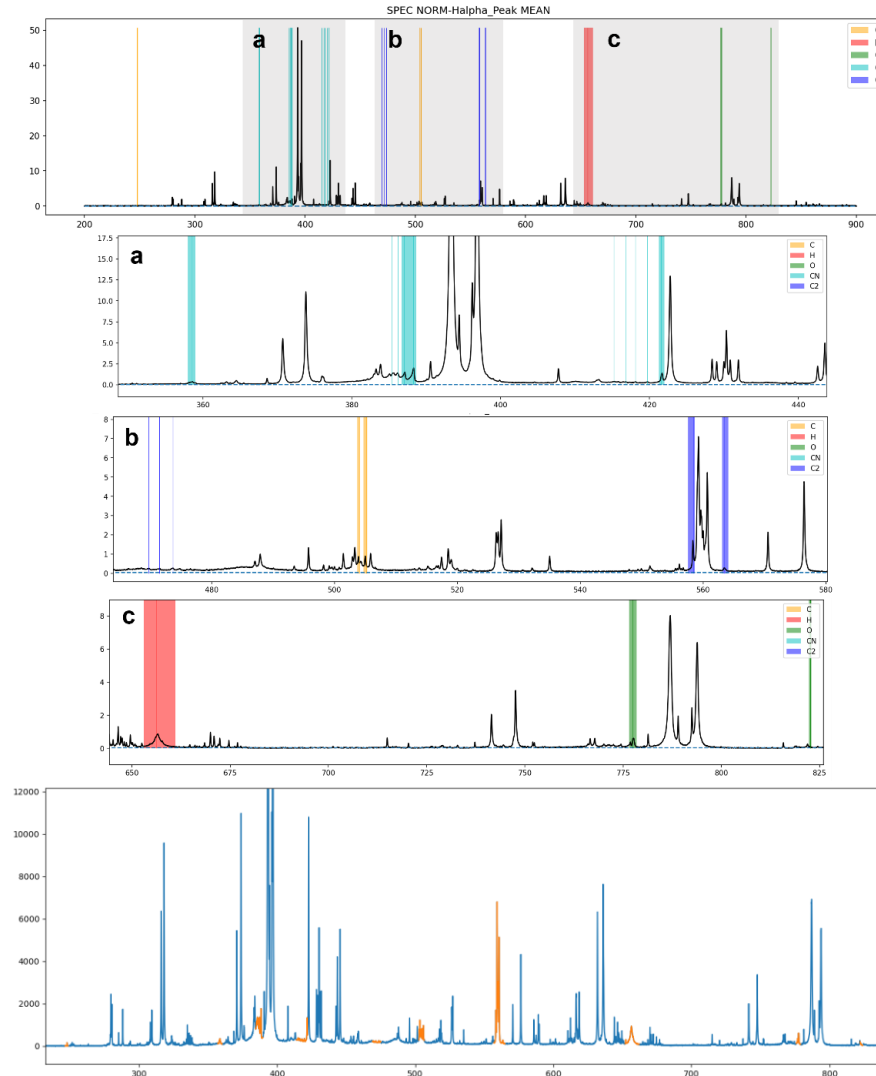 SPEC NORM-Halpha_Peak MEAN
a b c
50
40
30
20
10
0
200 300 400 500 600 700 800 900
a
17.5
15.0
12.5
10.0
7.5
5.0
2.5
0.0
C
H
O
CN
C2
360 380 400 420 440
b
8
7
6
5
4
3
2
1
0
C
H
O
CN
C2
480 500 520 540 560 580
c
8
6
4
2
0
C
H
O
CN
C2
650 675 700 725 750 775 800 825
12000
10000
8000
6000
4000
2000
0
300 400 500 600 700 800